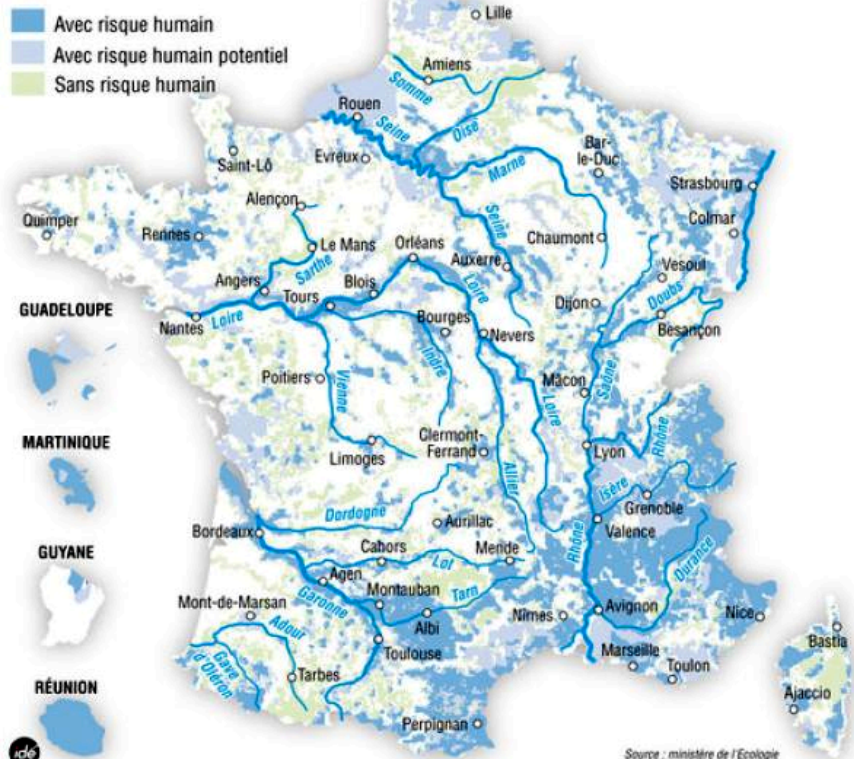 Avec risque humain
Avec risque humain potentiel
Sans risque humain
Lille
Amiens
Somme
Rouen
Seine
Oise
Evreux
Saint-Lô
Marne
Bar-
le-Duc
Strasbourg
Colmar
Alençon
Quimper
Rennes
Le Mans
Sarthe
Orléans
Seine
Auxerre
Chaumont
Vesoul
Angers
Tours
Blois
Loire
Dijon
Doubs
Besançon
GUADELOUPE
Nantes
Loire
Bourges
Indre
Nevers
Poitiers
Vienne
Mâcon
Saône
Loire
MARTINIQUE
Limoges
Clermont-
Ferrand
Allier
Lyon
Rhône
Isère
Grenoble
Valence
Dordogne
Aurillac
Bordeaux
GUYANE
Cahors
Lot
Mende
Rhône
Durance
Agen
Garonne
Montauban
Tarn
Albi
Mont-de-Marsan
Adour
Nîmes
Avignon
Nice
Gave
d'Oléron
Toulouse
Marseille
Toulon
Bastia
RÉUNION
Tarbes
Ajaccio
Perpignan
idé
Source : ministère de l'Ecologie